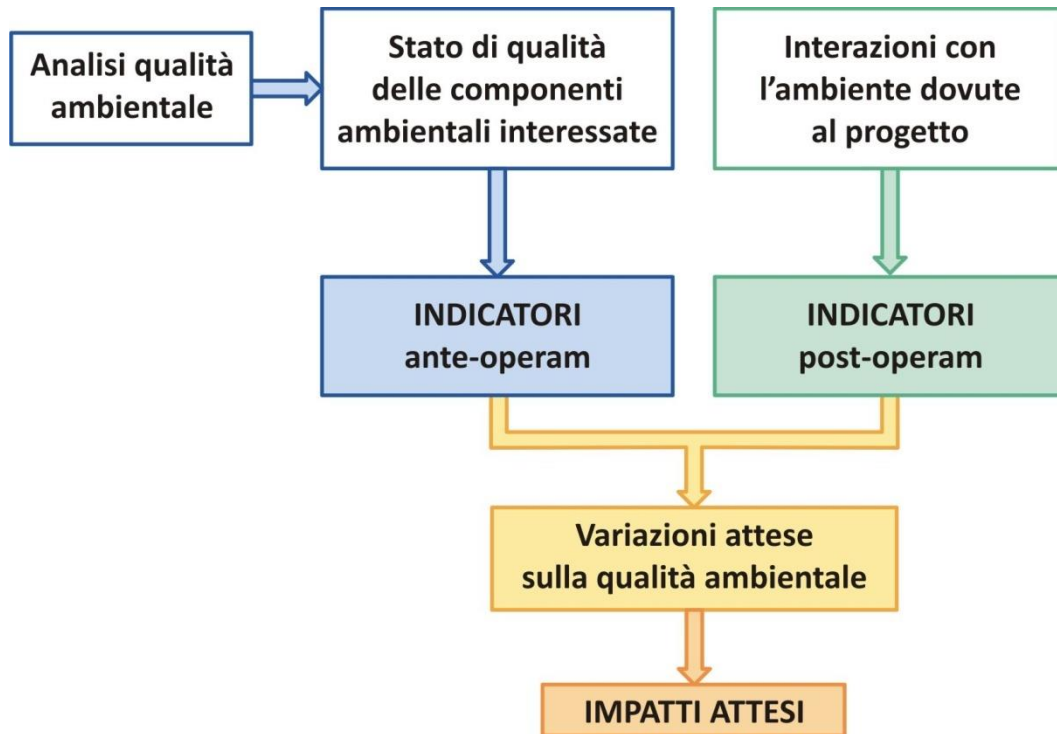 Analisi qualità
ambientale
Stato di qualità
delle componenti
ambientali interessate
Interazioni con
l’ambiente dovute
al progetto
INDICATORI
ante-operam
INDICATORI
post-operam
Variazioni attese
sulla qualità ambientale
IMPATTI ATTESI